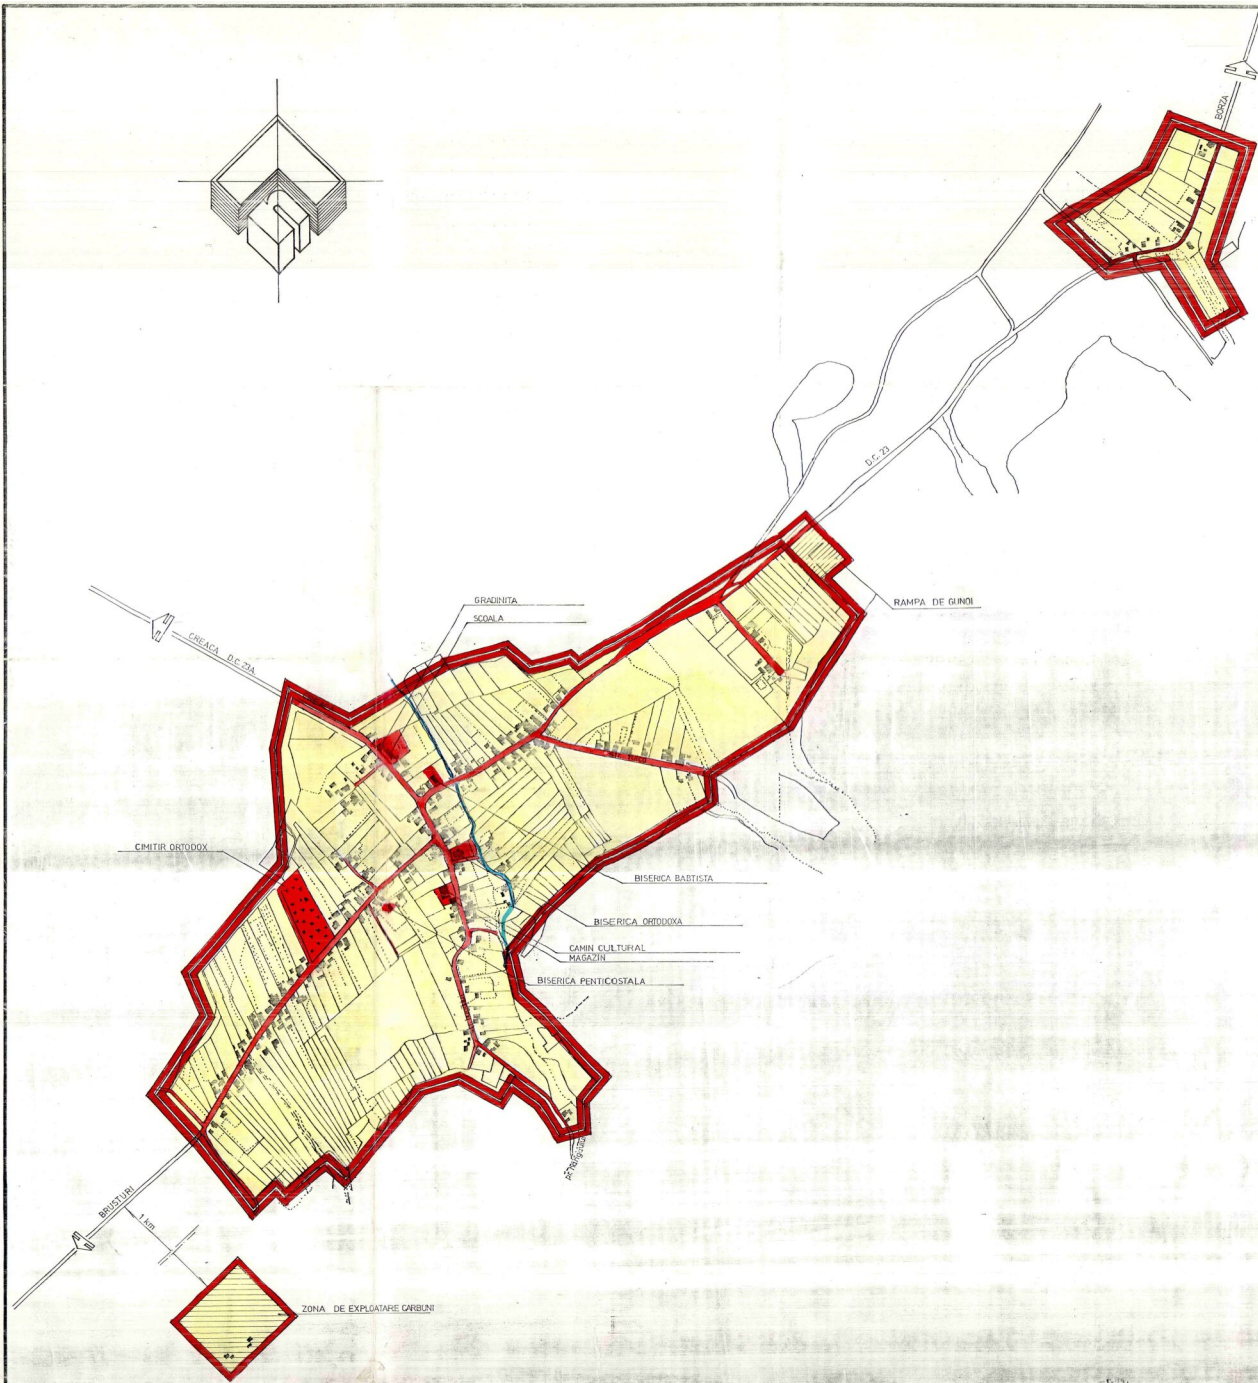 BORZA
D.C. 23
GRADINITA
SCOALA
RAMPA DE GUNOI
CREACA D.C. 23A
CIMITIR ORTODOX
BISERICA BABTISTA
BISERICA ORTODOXA
CAMIN CULTURAL
MAGAZIN
BISERICA PENTICOSTALA
BRUSTURI
1 km
ZONA DE EXPLOATARE CARBUNI